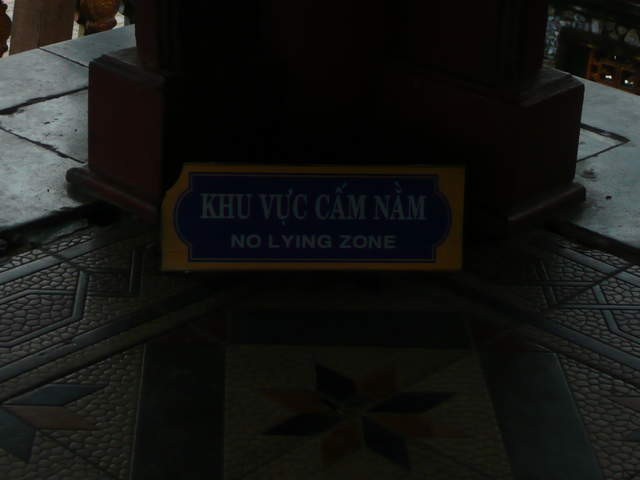 KHU VỰC CẤM NẰM
NO LYING ZONE